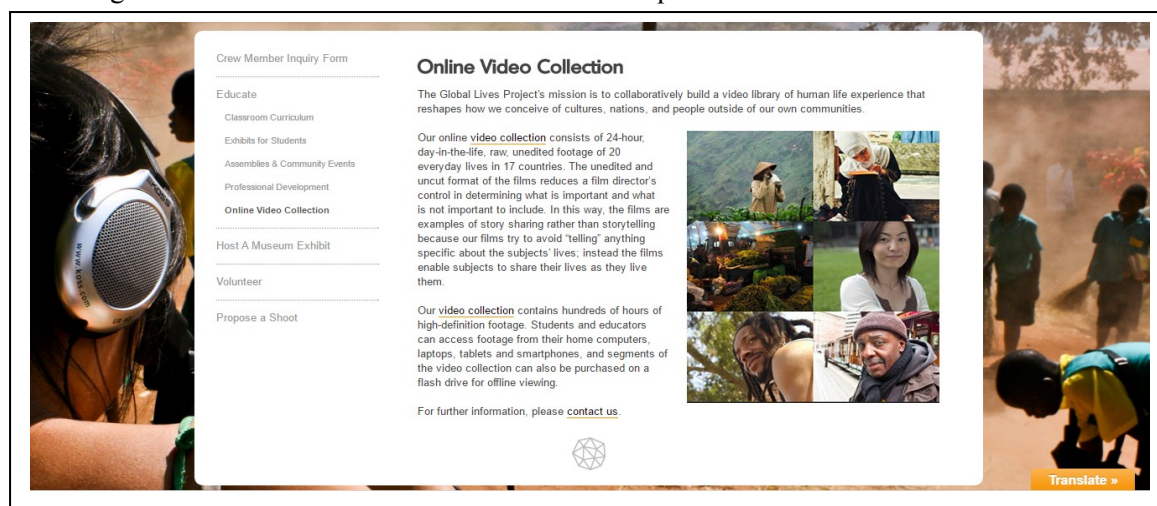 Crew Member Inquiry Form
Educate
Classroom Curriculum
Exhibits for Students
Assemblies & Community Events
Professional Development
Online Video Collection
Host A Museum Exhibit
Volunteer
Propose a Shoot
Online Video Collection
The Global Lives Project's mission is to collaboratively build a video library of human life experience that
reshapes how we conceive of cultures, nations, and people outside of our own communities.
Our online video collection consists of 24-hour,
day-in-the-life, raw, unedited footage of 20
everyday lives in 17 countries. The unedited and
uncut format of the films reduces a film director's
control in determining what is important and what
is not important to include. In this way, the films are
examples of story sharing rather than storytelling
because our films try to avoid “telling” anything
specific about the subjects' lives; instead the films
enable subjects to share their lives as they live
them.
Our video collection contains hundreds of hours of
high-definition footage. Students and educators
can access footage from their home computers,
laptops, tablets and smartphones, and segments of
the video collection can also be purchased on a
flash drive for offline viewing.
For further information, please contact us.
www.koss.com
Translate »